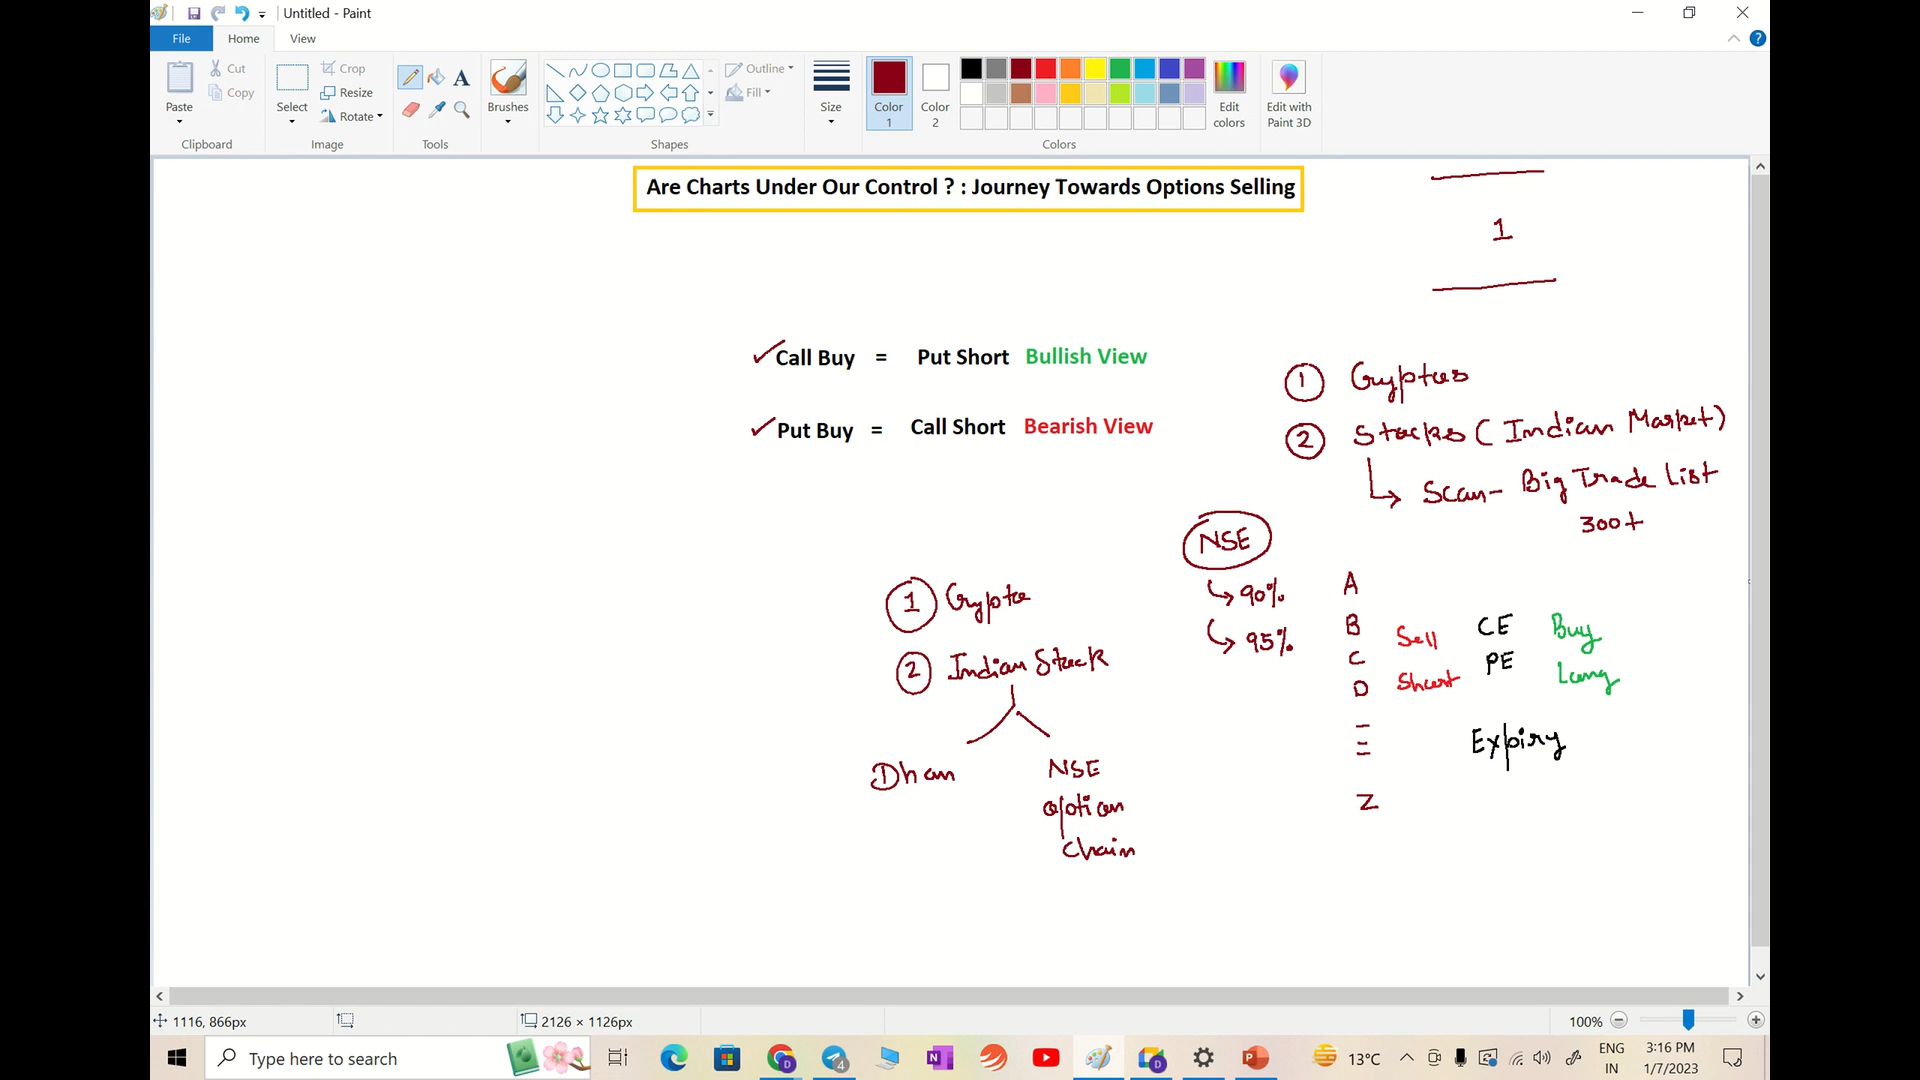 Untitled - Paint
File Home View
Paste
Cut
Copy
Clipboard
Select
Crop
Resize
Rotate
Image
Tools
Brushes
Shapes
Outline
Fill
Size
Color 1
Color 2
Edit colors
Colors
Edit with Paint 3D
Are Charts Under Our Control ? : Journey Towards Options Selling
1
✓ Call Buy = Put Short Bullish View
✓ Put Buy = Call Short Bearish View
1 Cryptos
2 Stocks ( Indian Market)
Scan- Big Trade List
300+
NSE
90%
95%
1 Crypto
2 Indian Stock
Dhan
NSE
option
chain
A
B
C
D
Z
Sell
Short
CE
PE
Buy
Long
Expiry
1116, 866px
2126 × 1126px
100%
Type here to search
13°C
ENG
IN
3:16 PM
1/7/2023